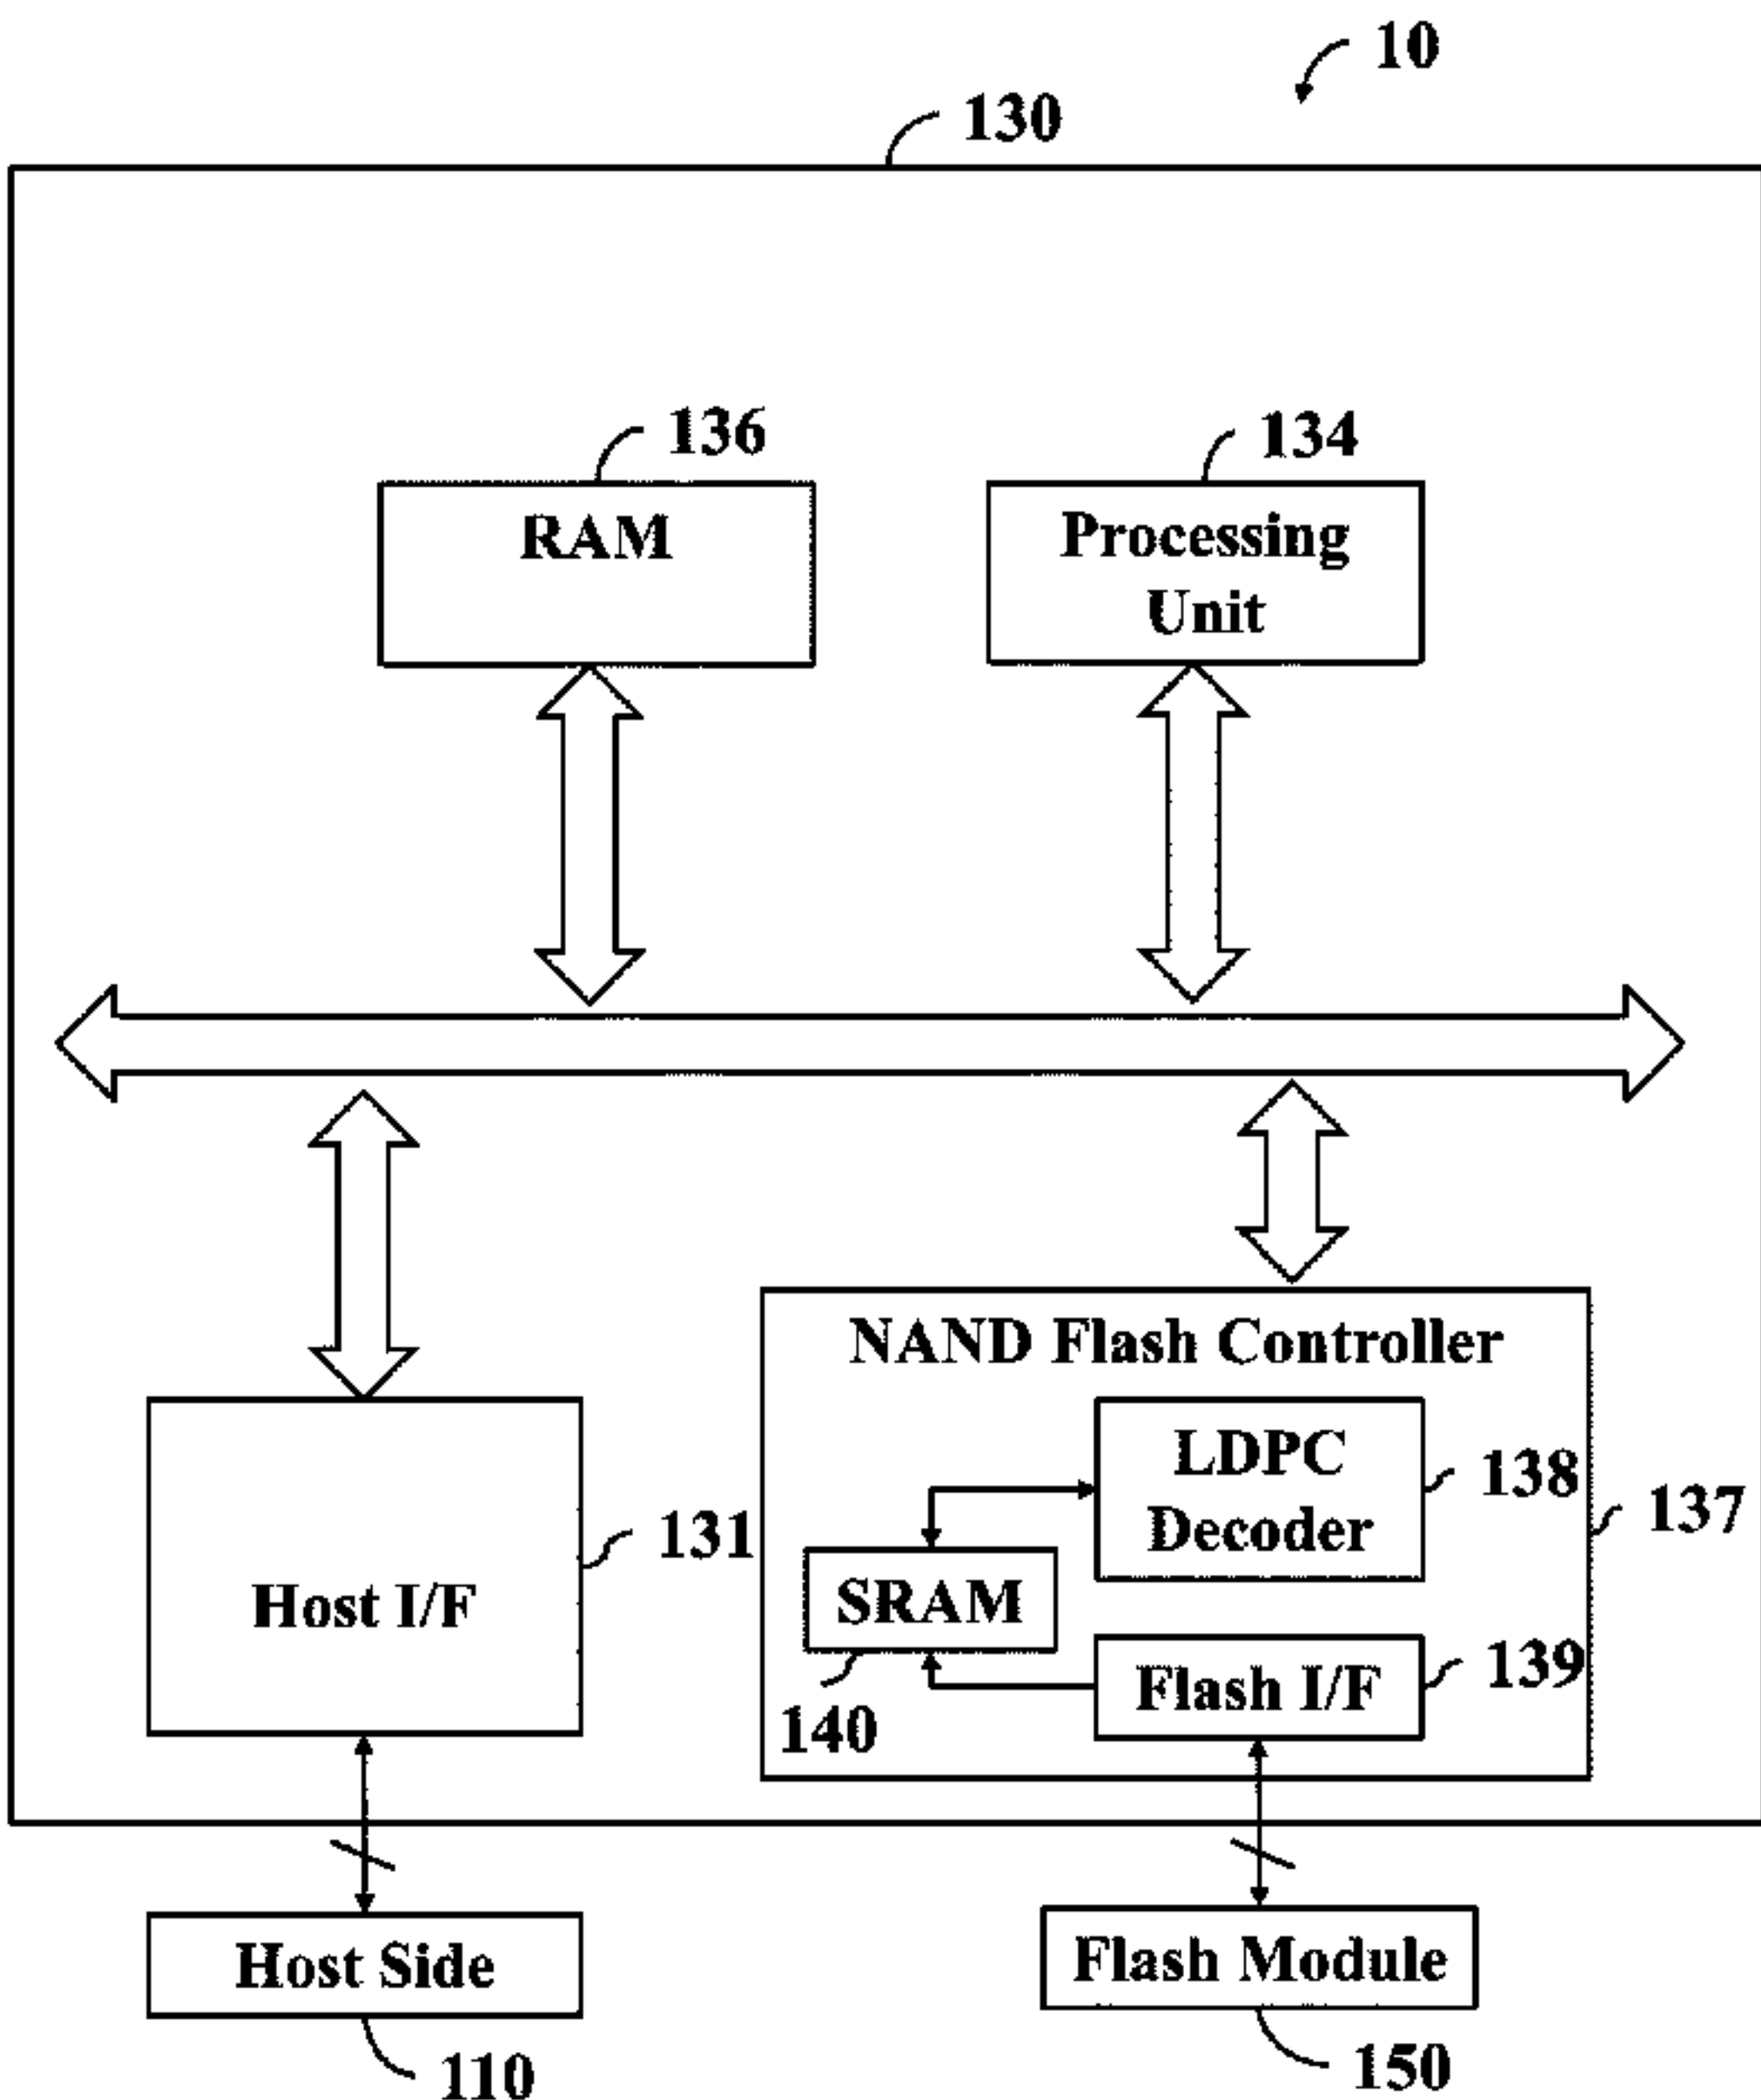 10
130
136
134
RAM
Processing
Unit
NAND Flash Controller
LDPC
Decoder
138
137
131
Host I/F
SRAM
139
Flash I/F
140
Host Side
Flash Module
110
150